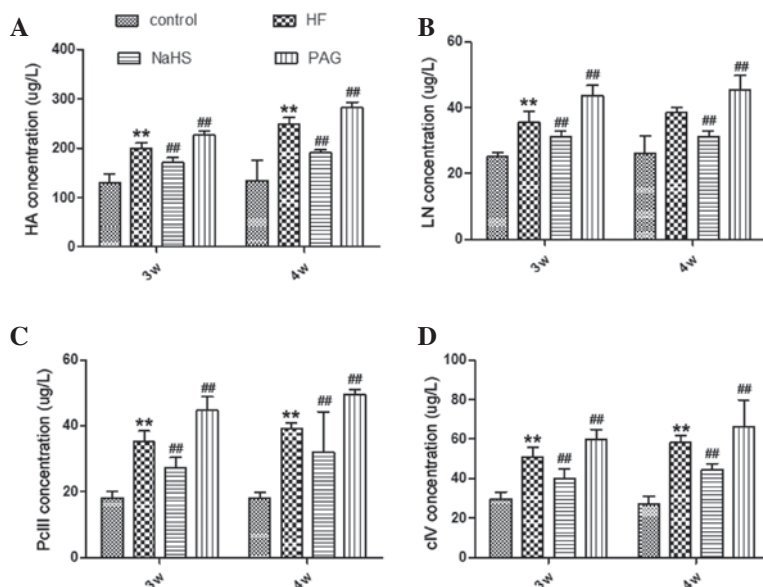 A
control
HF
NaHS
PAG
HA concentration (ug/L)
400
300
200
100
0
**
##
##
**
##
##
3w
4w
B
LN concentration (ug/L)
60
40
20
0
**
##
##
##
##
3w
4w
C
PcIII concentration (ug/L)
60
40
20
0
**
##
##
**
##
##
3w
4w
D
cIV concentration (ug/L)
100
80
60
40
20
0
**
##
##
**
##
##
3w
4w